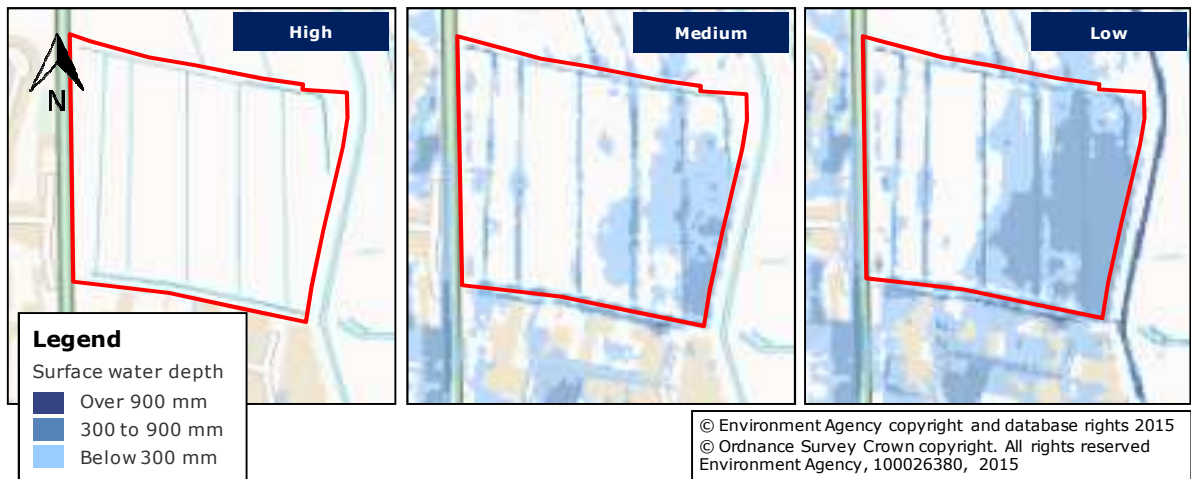 High
Medium
Low
N
Legend
Surface water depth
Over 900 mm
300 to 900 mm
Below 300 mm
© Environment Agency copyright and database rights 2015
© Ordnance Survey Crown copyright. All rights reserved
Environment Agency, 100026380, 2015